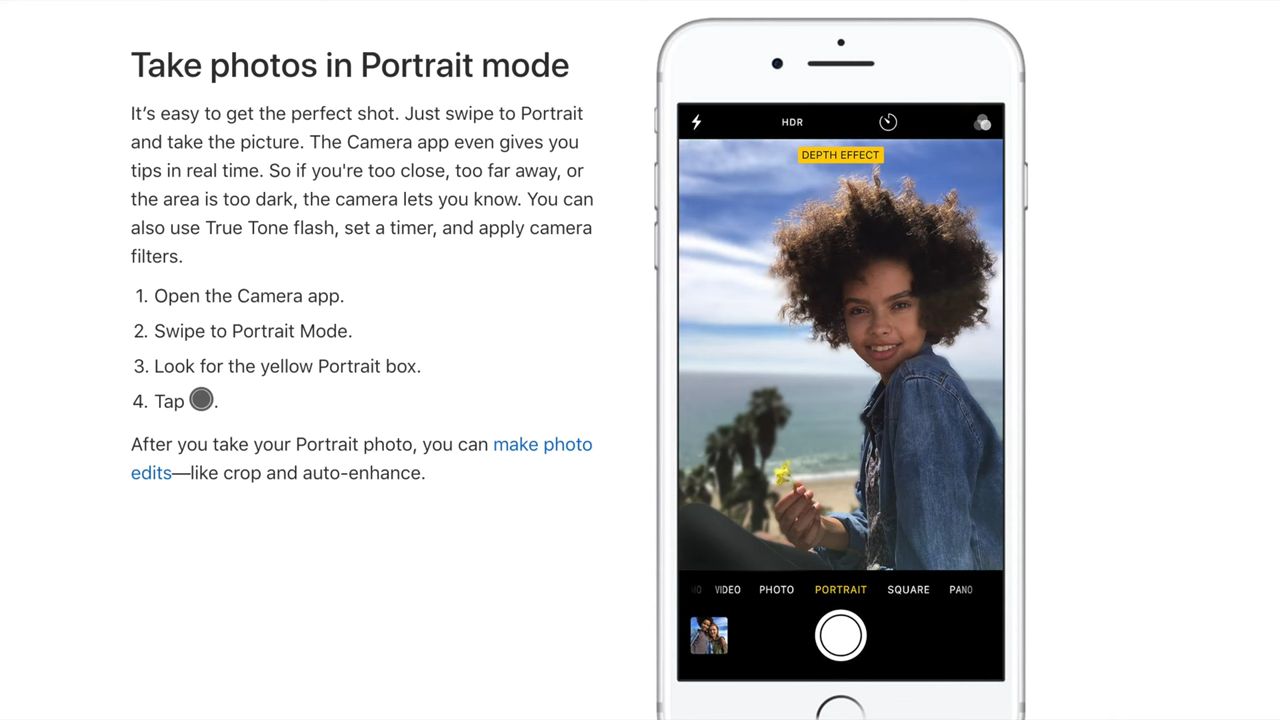 Take photos in Portrait mode
It’s easy to get the perfect shot. Just swipe to Portrait
and take the picture. The Camera app even gives you
tips in real time. So if you're too close, too far away, or
the area is too dark, the camera lets you know. You can
also use True Tone flash, set a timer, and apply camera
filters.
1. Open the Camera app.
2. Swipe to Portrait Mode.
3. Look for the yellow Portrait box.
4. Tap .
After you take your Portrait photo, you can make photo
edits—like crop and auto-enhance.
HDR
DEPTH EFFECT
VIDEO PHOTO PORTRAIT SQUARE PANO